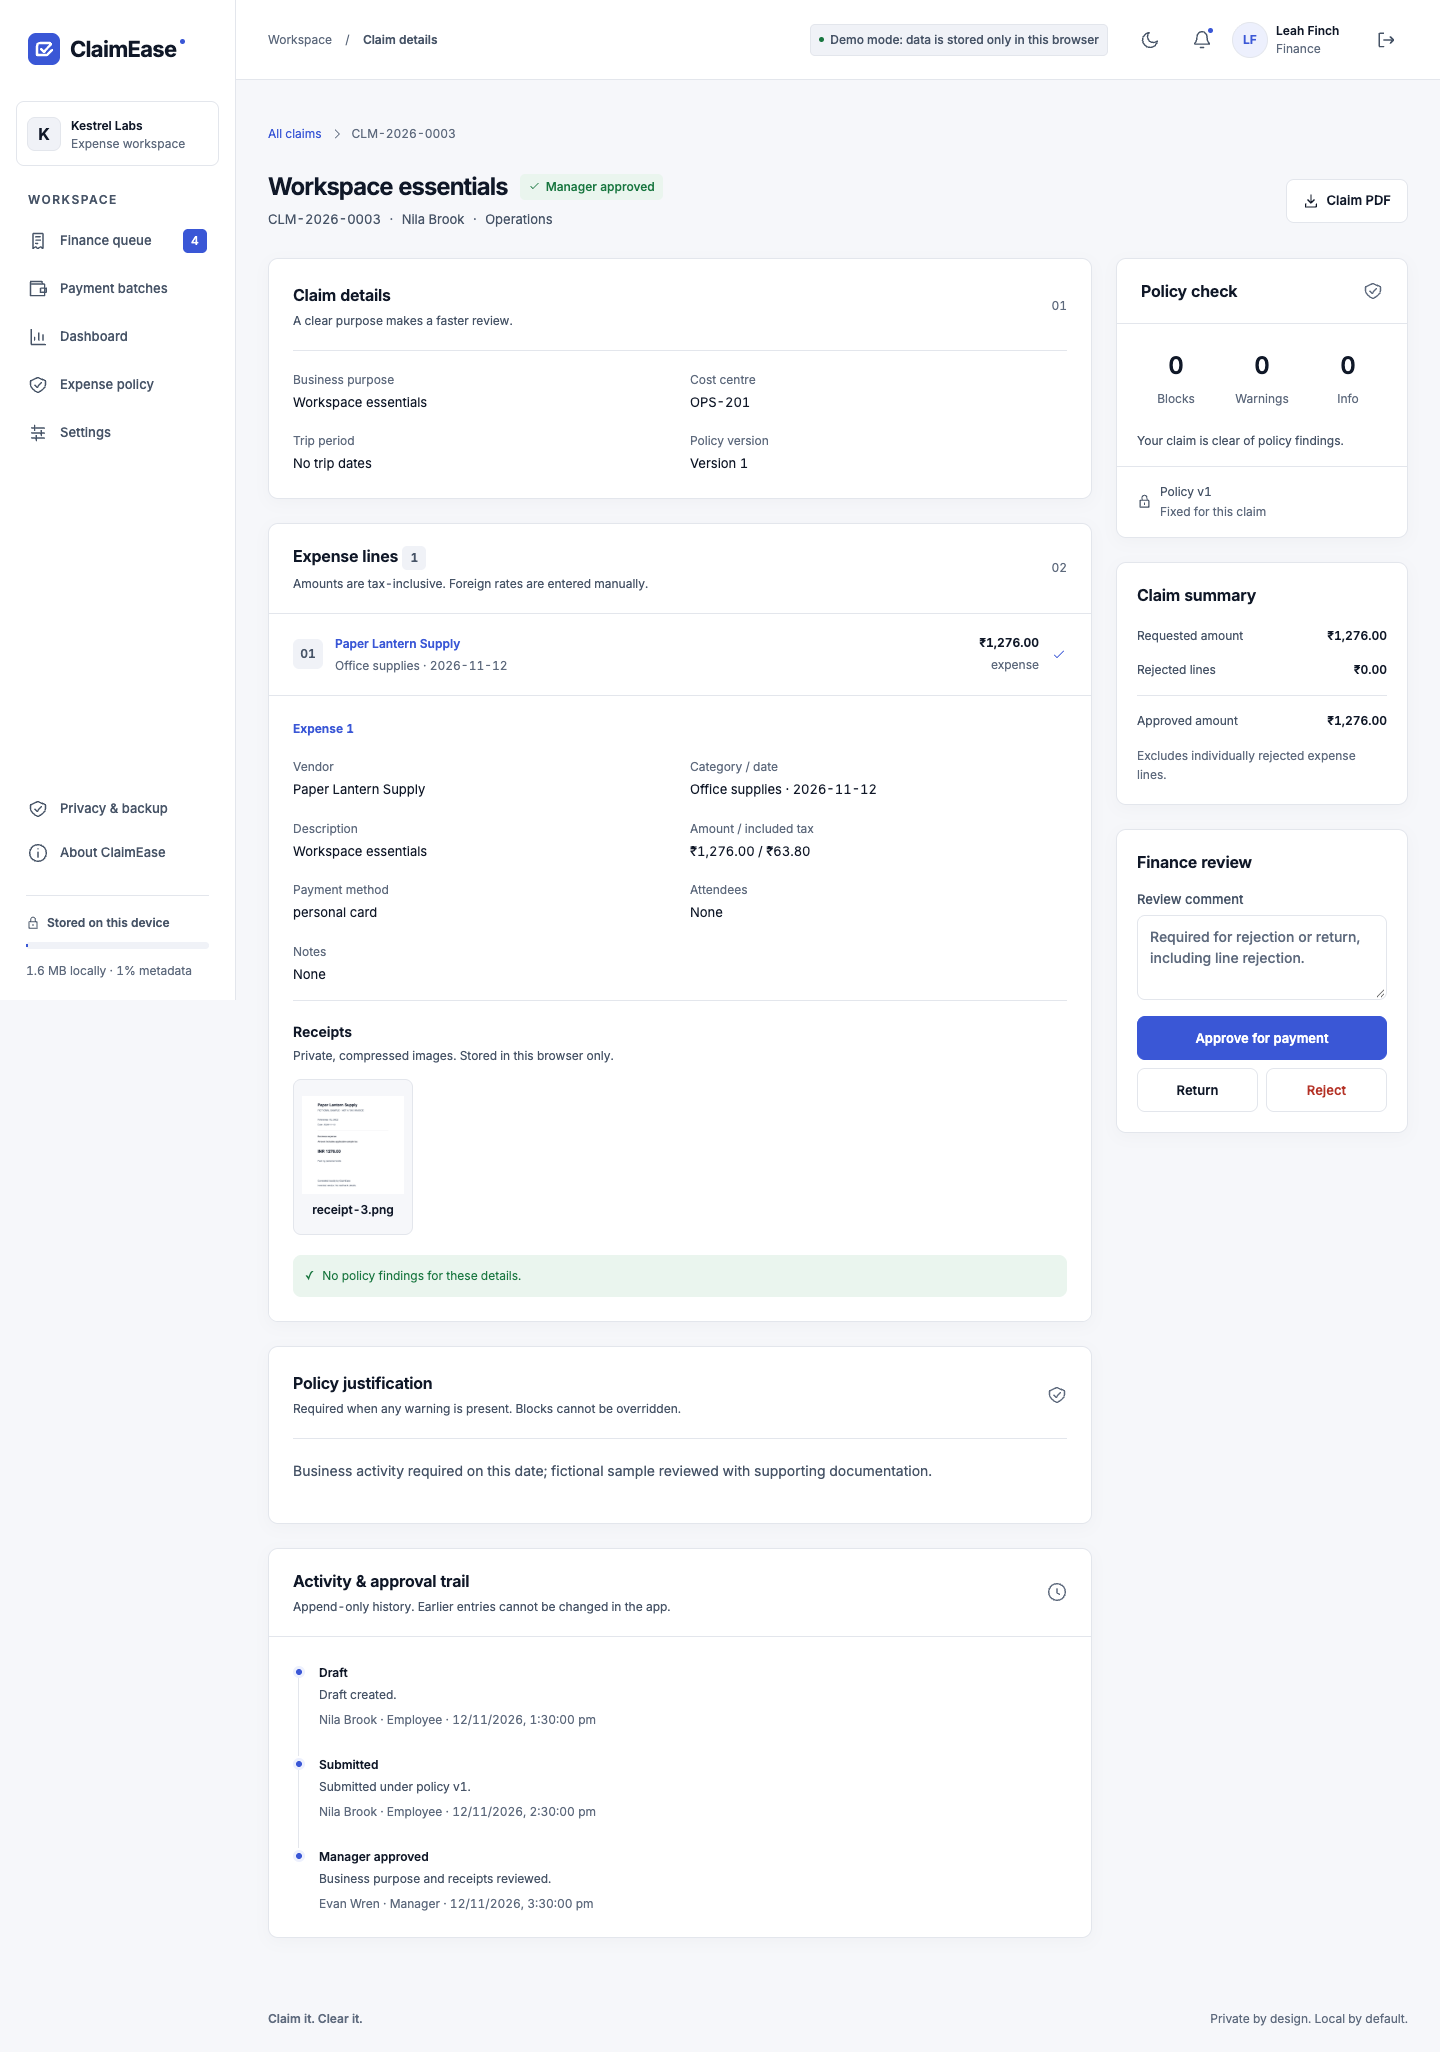 ClaimEase
Workspace / Claim details
Demo mode: data is stored only in this browser
LF
Leah Finch
Finance
K
Kestrel Labs
Expense workspace
WORKSPACE
Finance queue 4
Payment batches
Dashboard
Expense policy
Settings
Privacy & backup
About ClaimEase
Stored on this device
1.6 MB locally · 1% metadata
All claims > CLM-2026-0003
Workspace essentials
Manager approved
CLM-2026-0003 · Nila Brook · Operations
Claim PDF
Claim details
A clear purpose makes a faster review.
01
Business purpose
Workspace essentials
Cost centre
OPS-201
Trip period
No trip dates
Policy version
Version 1
Expense lines 1
Amounts are tax-inclusive. Foreign rates are entered manually.
02
01
Paper Lantern Supply
Office supplies · 2026-11-12
₹1,276.00
expense
Expense 1
Vendor
Paper Lantern Supply
Category / date
Office supplies · 2026-11-12
Description
Workspace essentials
Amount / included tax
₹1,276.00 / ₹63.80
Payment method
personal card
Attendees
None
Notes
None
Receipts
Private, compressed images. Stored in this browser only.
Paper Lantern Supply
INR 1276.00
receipt-3.png
✓ No policy findings for these details.
Policy justification
Required when any warning is present. Blocks cannot be overridden.
Business activity required on this date; fictional sample reviewed with supporting documentation.
Activity & approval trail
Append-only history. Earlier entries cannot be changed in the app.
Draft
Draft created.
Nila Brook · Employee · 12/11/2026, 1:30:00 pm
Submitted
Submitted under policy v1.
Nila Brook · Employee · 12/11/2026, 2:30:00 pm
Manager approved
Business purpose and receipts reviewed.
Evan Wren · Manager · 12/11/2026, 3:30:00 pm
Policy check
0 0 0
Blocks Warnings Info
Your claim is clear of policy findings.
Policy v1
Fixed for this claim
Claim summary
Requested amount ₹1,276.00
Rejected lines ₹0.00
Approved amount ₹1,276.00
Excludes individually rejected expense
lines.
Finance review
Review comment
Required for rejection or return,
including line rejection.
Approve for payment
Return
Reject
Claim it. Clear it.
Private by design. Local by default.